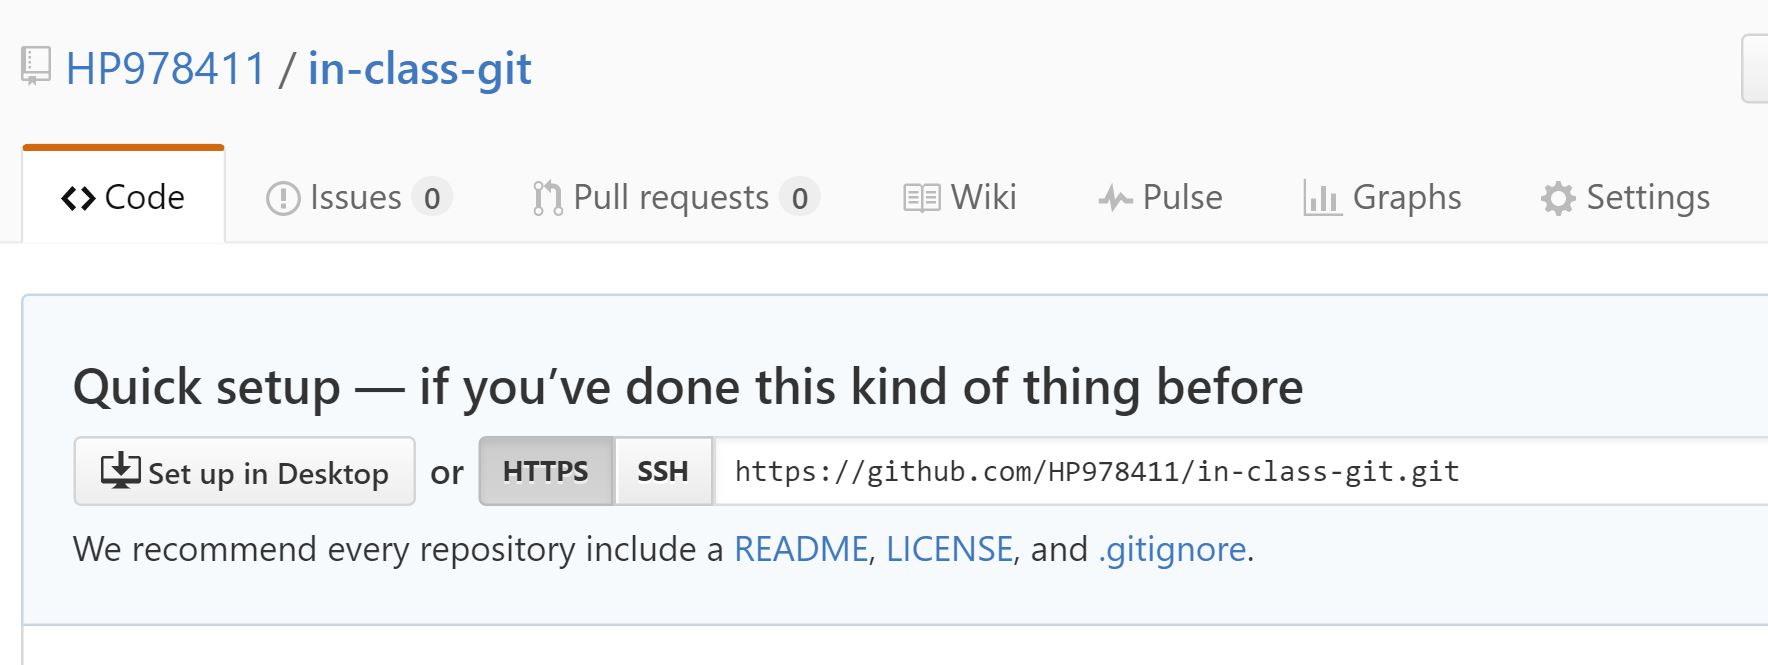 HP978411 / in-class-git
Code Issues 0 Pull requests 0 Wiki Pulse Graphs Settings
Quick setup — if you’ve done this kind of thing before
Set up in Desktop or HTTPS SSH https://github.com/HP978411/in-class-git.git
We recommend every repository include a README, LICENSE, and .gitignore.